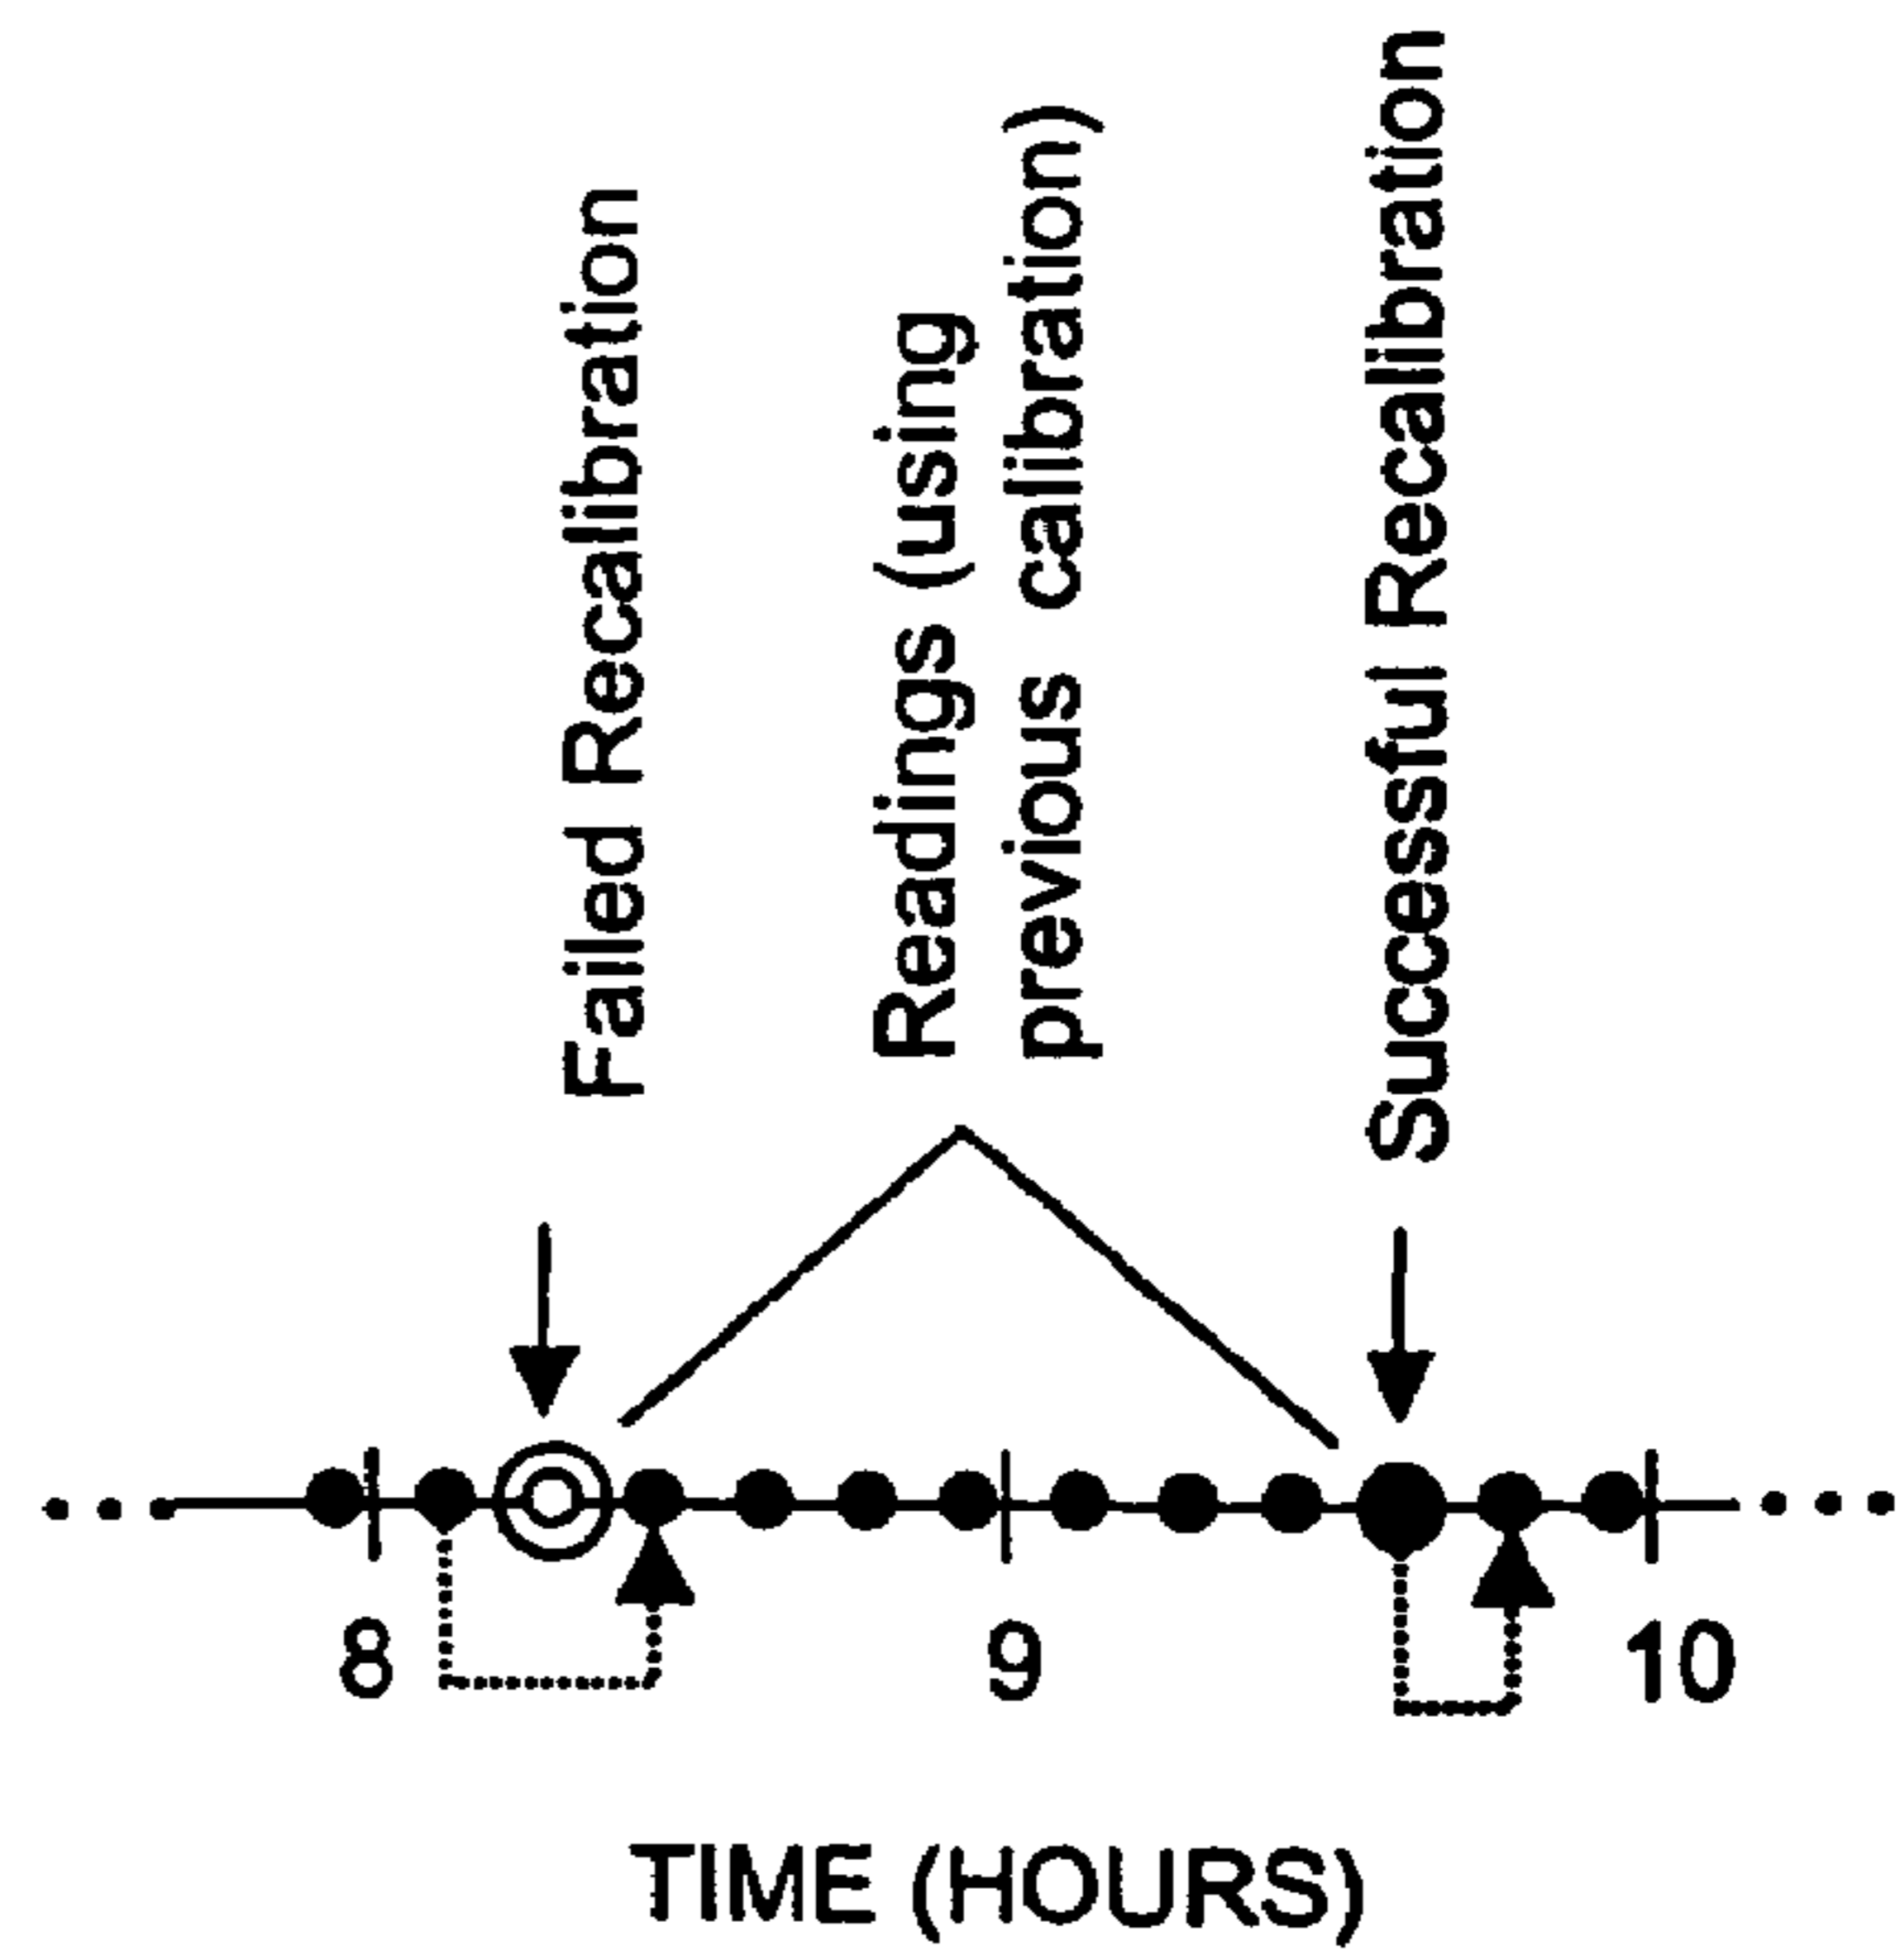 Failed Recalibration
Readings (using
previous calibration)
Successful Recalibration
8
9
10
TIME (HOURS)